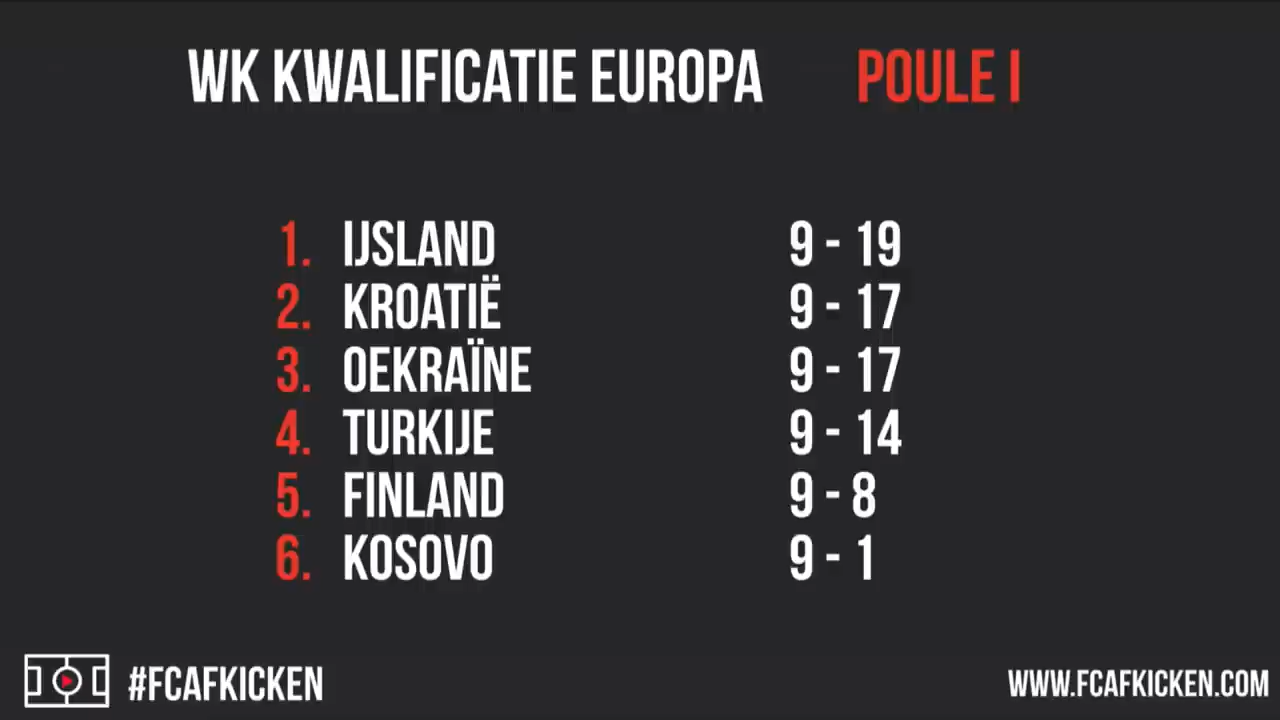 WK KWALIFICATIE EUROPA POULE I
1. IJSLAND 9 - 19
2. KROATIË 9 - 17
3. OEKRAÏNE 9 - 17
4. TURKIJE 9 - 14
5. FINLAND 9 - 8
6. KOSOVO 9 - 1
#FCAFKICKEN WWW.FCAFKICKEN.COM